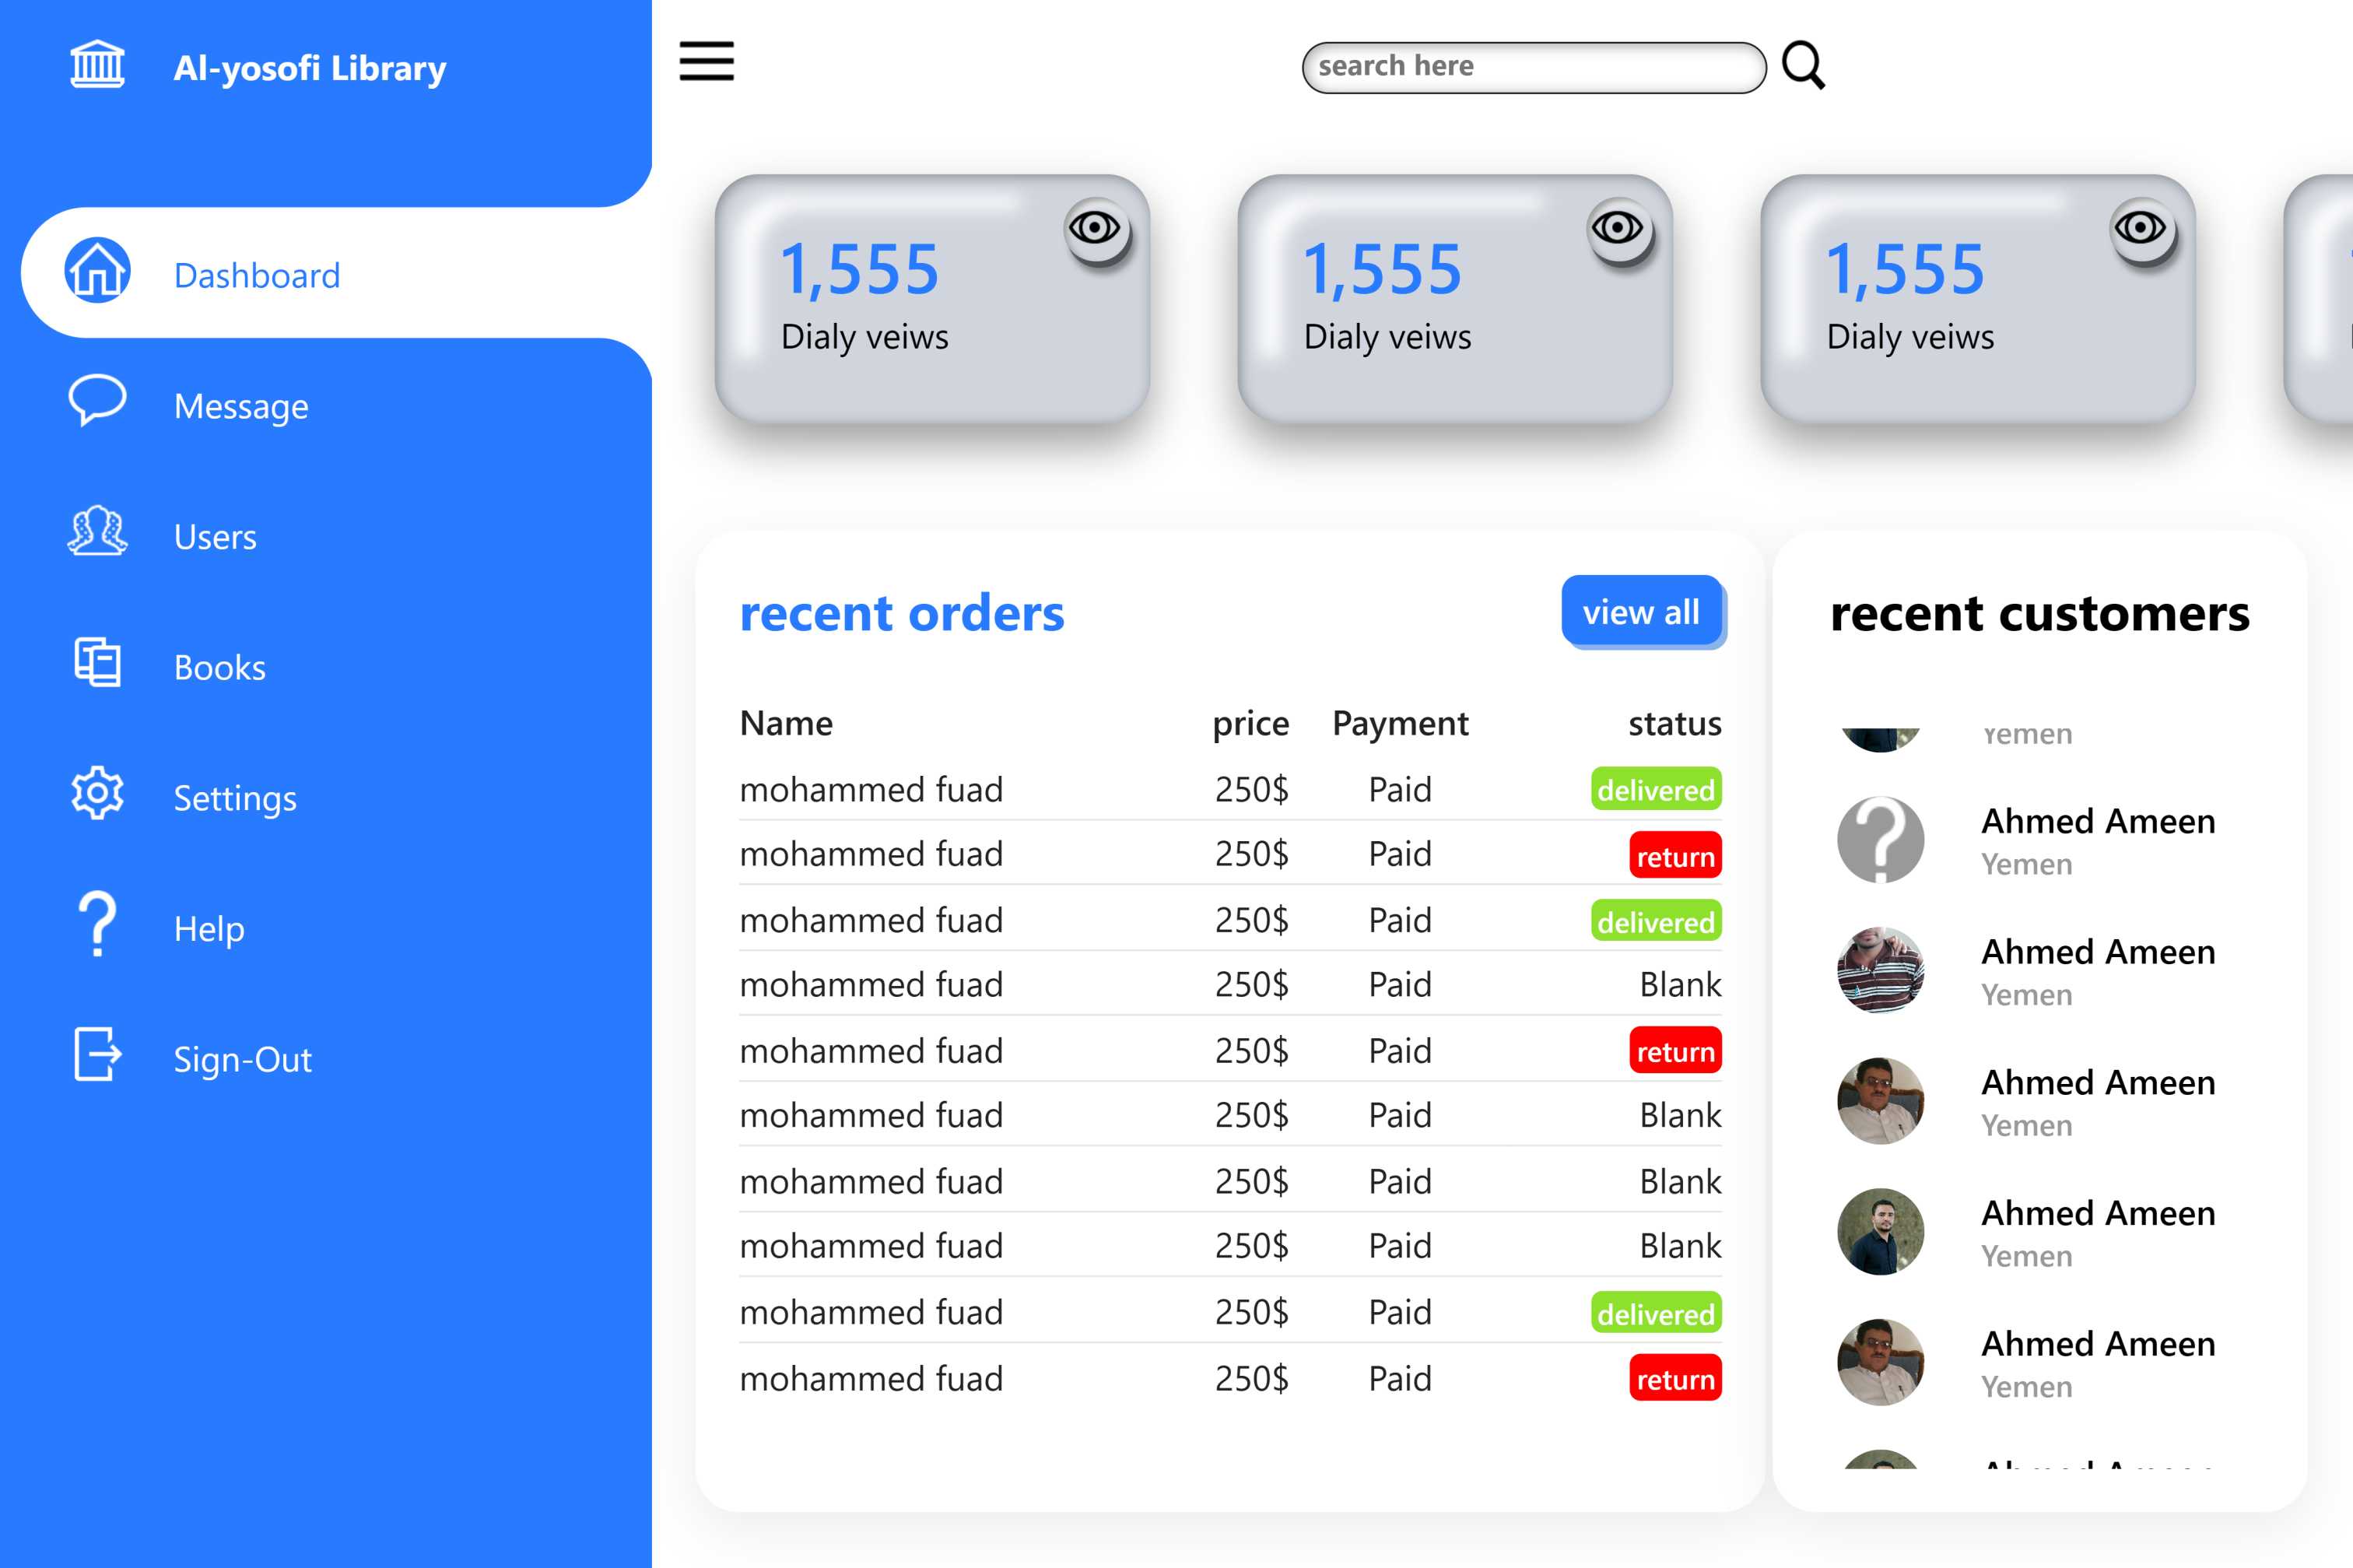 Al-yosofi Library
search here
Dashboard
Message
Users
Books
Settings
Help
Sign-Out
1,555
Dialy veiws
1,555
Dialy veiws
1,555
Dialy veiws
recent orders
view all
Name price Payment status
mohammed fuad 250$ Paid delivered
mohammed fuad 250$ Paid return
mohammed fuad 250$ Paid delivered
mohammed fuad 250$ Paid Blank
mohammed fuad 250$ Paid return
mohammed fuad 250$ Paid Blank
mohammed fuad 250$ Paid Blank
mohammed fuad 250$ Paid Blank
mohammed fuad 250$ Paid delivered
mohammed fuad 250$ Paid return
recent customers
Yemen
Ahmed Ameen
Yemen
Ahmed Ameen
Yemen
Ahmed Ameen
Yemen
Ahmed Ameen
Yemen
Ahmed Ameen
Yemen